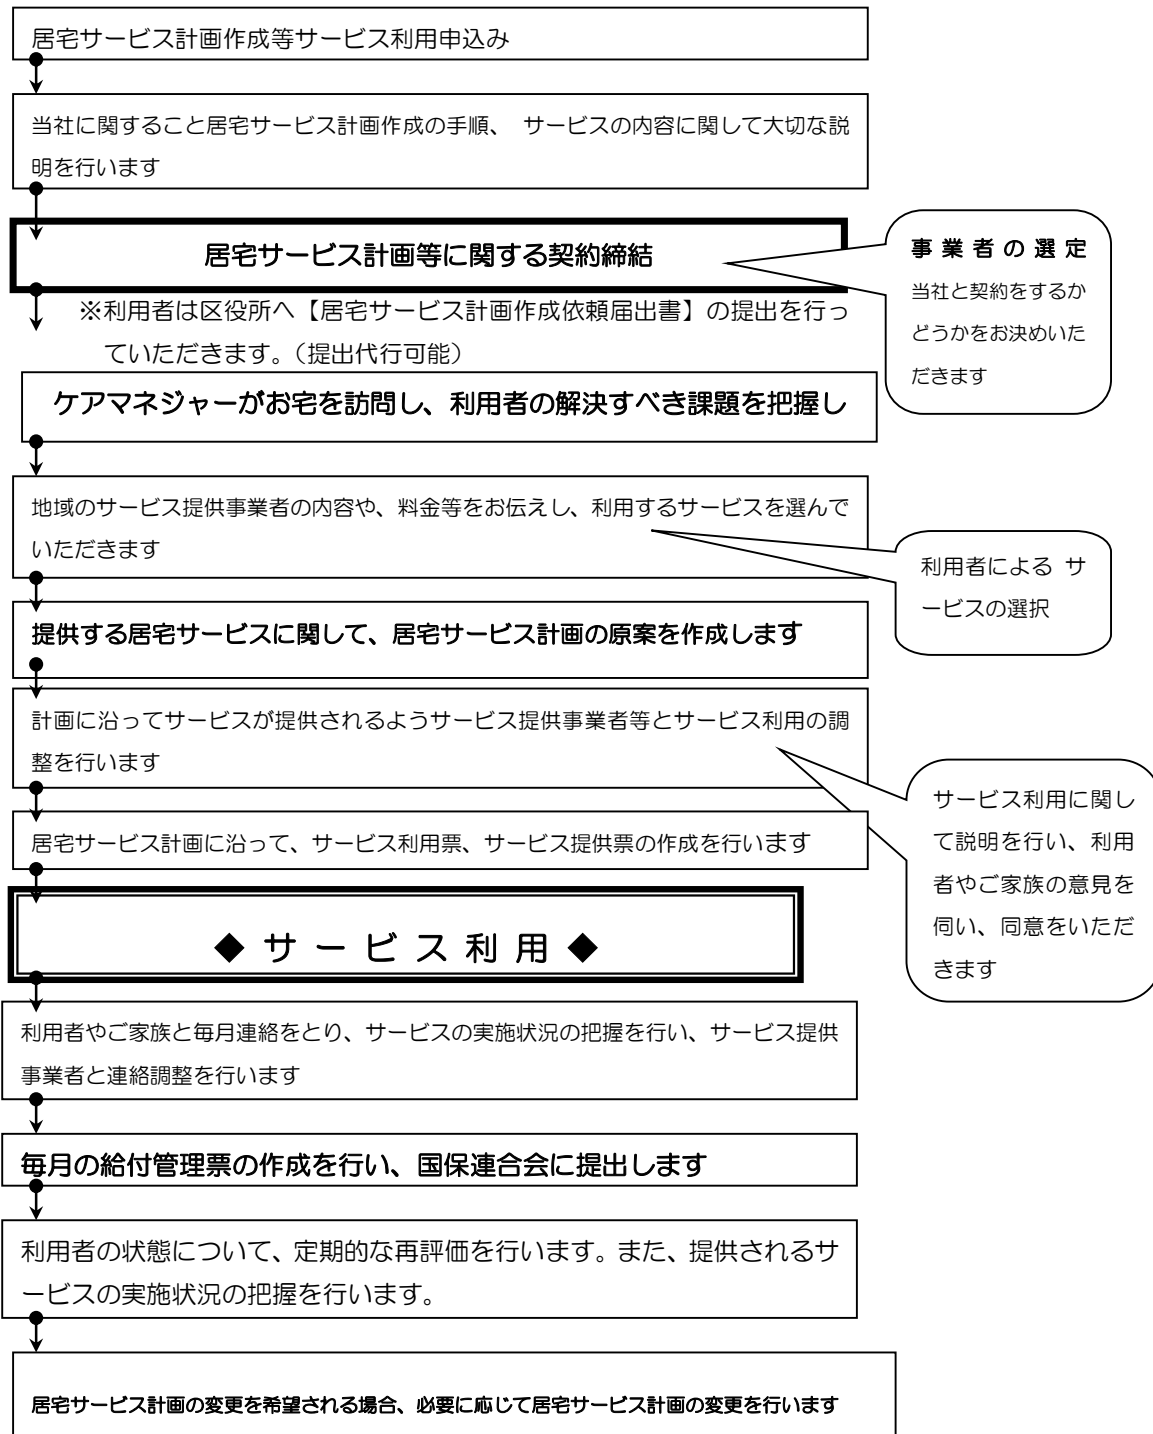 居宅サービス計画作成等サービス利用申込み
当社に関すること居宅サービス計画作成の手順、 サービスの内容に関して大切な説
明を行います
居宅サービス計画等に関する契約締結
事業者の選定
当社と契約をするか
どうかをお決めいた
だきます
※利用者は区役所へ【居宅サービス計画作成依頼届出書】の提出を行っ
ていただきます。（提出代行可能）
ケアマネジャーがお宅を訪問し、利用者の解決すべき課題を把握し
地域のサービス提供事業者の内容や、料金等をお伝えし、利用するサービスを選んで
いただきます
利用者による サ
ービスの選択
提供する居宅サービスに関して、居宅サービス計画の原案を作成します
計画に沿ってサービスが提供されるようサービス提供事業者等とサービス利用の調
整を行います
サービス利用に関し
て説明を行い、利用
者やご家族の意見を
伺い、同意をいただ
きます
居宅サービス計画に沿って、サービス利用票、サービス提供票の作成を行います
◆ サ ー ビ ス 利 用 ◆
利用者やご家族と毎月連絡をとり、サービスの実施状況の把握を行い、サービス提供
事業者と連絡調整を行います
毎月の給付管理票の作成を行い、国保連合会に提出します
利用者の状態について、定期的な再評価を行います。また、提供されるサ
ービスの実施状況の把握を行います。
居宅サービス計画の変更を希望される場合、必要に応じて居宅サービス計画の変更を行います